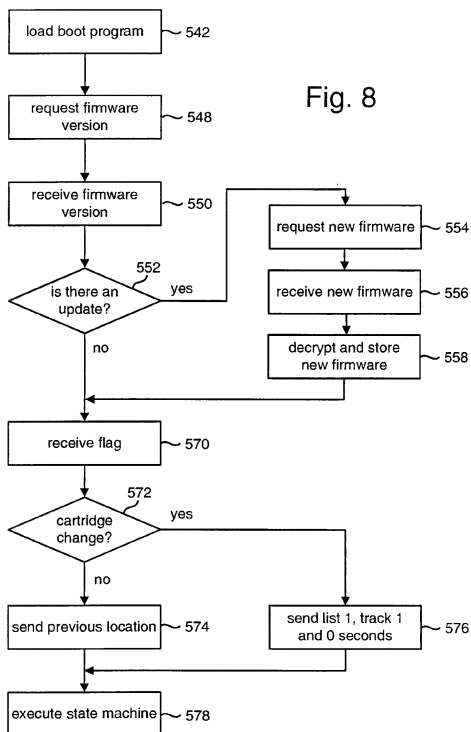 load boot program
542
Fig. 8
request firmware
version
548
receive firmware
version
550
552
is there an
update?
yes
no
request new firmware
554
receive new firmware
556
decrypt and store
new firmware
558
receive flag
570
572
cartridge
change?
yes
no
send previous location
574
send list 1, track 1
and 0 seconds
576
execute state machine
578